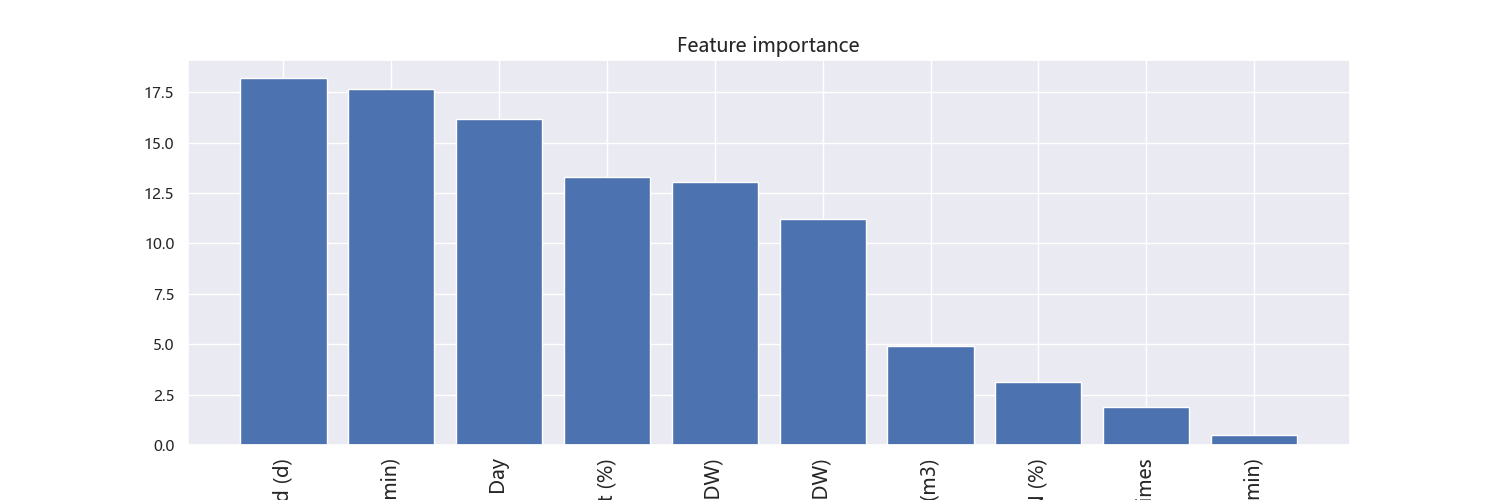 Feature importance
17.5
15.0
12.5
10.0
7.5
5.0
2.5
0.0
d (d)
min)
Day
t (%)
DW)
DW)
(m3)
(%)
imes
min)